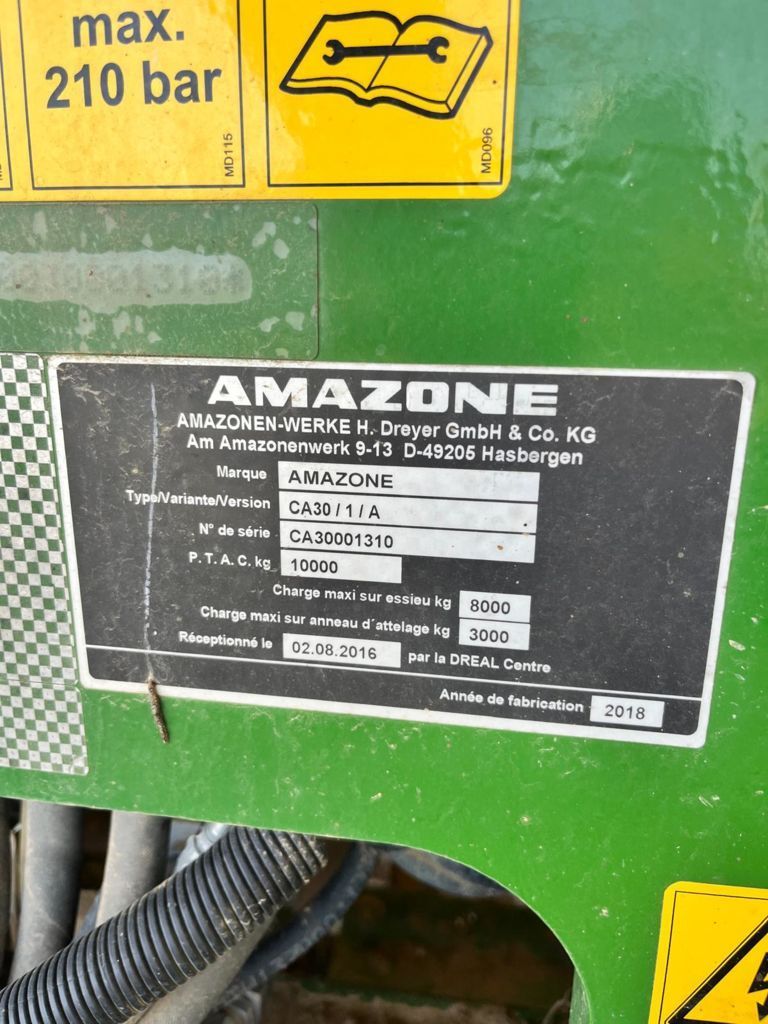 max.
210 bar
MD115
MD096
AMAZONE
AMAZONEN-WERKE H. Dreyer GmbH & Co. KG
Am Amazonenwerk 9-13 D-49205 Hasbergen
Marque AMAZONE
Type/Variante/Version CA30 / 1 / A
N° de série CA30001310
P. T. A. C. kg 10000
Charge maxi sur essieu kg 8000
Charge maxi sur anneau d´attelage kg 3000
Réceptionné le 02.08.2016 par la DREAL Centre
Année de fabrication 2018